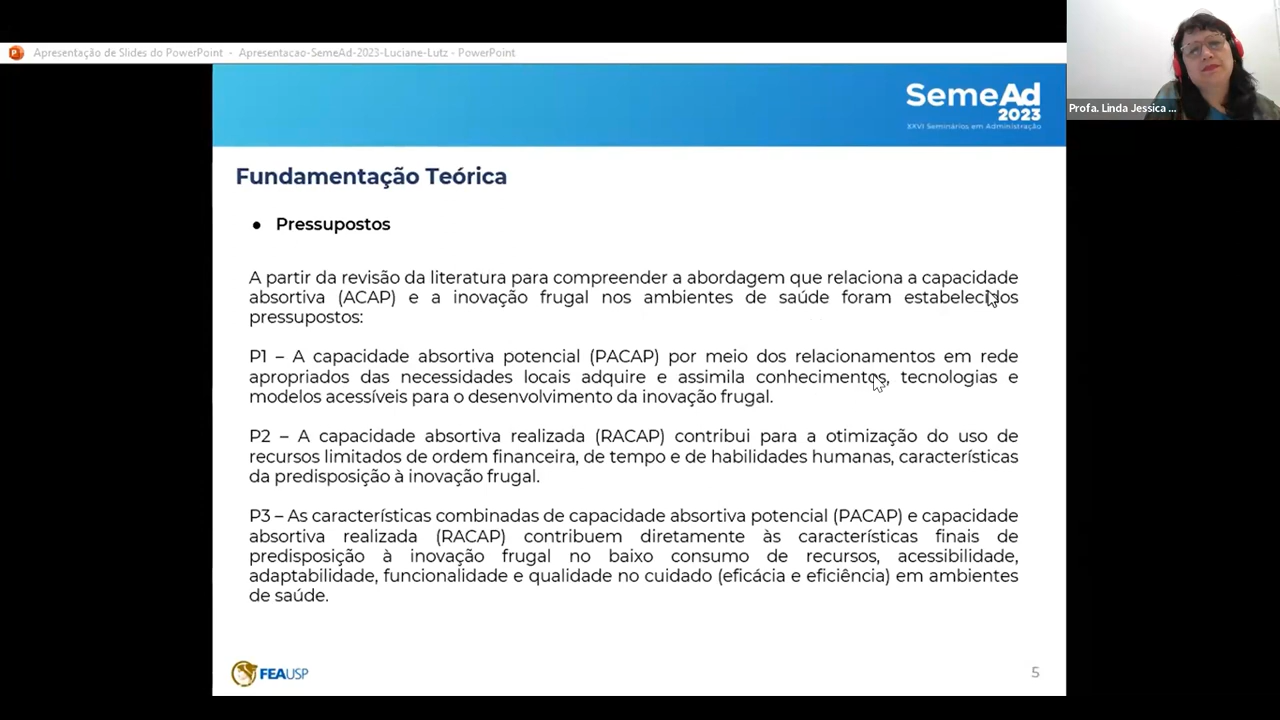 Apresentação de Slides do PowerPoint - Apresentacao-SemeAd-2023-Luciane-Lutz - PowerPoint
Profa. Linda Jessica ...
SemeAd
2023
XXVI Seminários em Administração
Fundamentação Teórica
● Pressupostos
A partir da revisão da literatura para compreender a abordagem que relaciona a capacidade
absortiva (ACAP) e a inovação frugal nos ambientes de saúde foram estabelecidos
pressupostos:
P1 – A capacidade absortiva potencial (PACAP) por meio dos relacionamentos em rede
apropriados das necessidades locais adquire e assimila conhecimentos, tecnologias e
modelos acessíveis para o desenvolvimento da inovação frugal.
P2 – A capacidade absortiva realizada (RACAP) contribui para a otimização do uso de
recursos limitados de ordem financeira, de tempo e de habilidades humanas, características
da predisposição à inovação frugal.
P3 – As características combinadas de capacidade absortiva potencial (PACAP) e capacidade
absortiva realizada (RACAP) contribuem diretamente às características finais de
predisposição à inovação frugal no baixo consumo de recursos, acessibilidade,
adaptabilidade, funcionalidade e qualidade no cuidado (eficácia e eficiência) em ambientes
de saúde.
FEAUSP
5